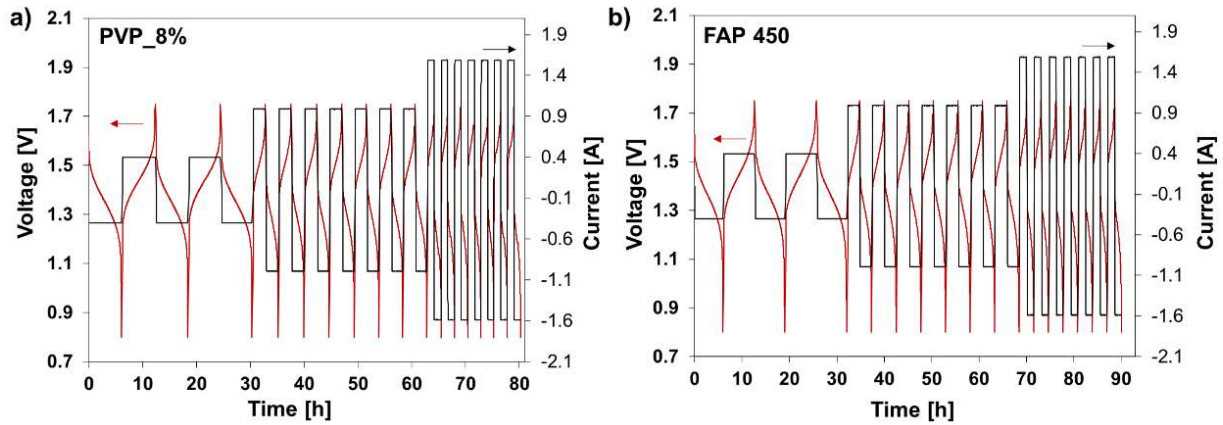 a)
PVP_8%
Voltage [V]
2.1
1.9
1.7
1.5
1.3
1.1
0.9
0.7
0 10 20 30 40 50 60 70 80
Time [h]
1.9
1.4
0.9
0.4
-0.1
-0.6
-1.1
-1.6
-2.1
Current [A]
b)
FAP 450
Voltage [V]
2.1
1.9
1.7
1.5
1.3
1.1
0.9
0.7
0 10 20 30 40 50 60 70 80 90
Time [h]
1.9
1.4
0.9
0.4
-0.1
-0.6
-1.1
-1.6
-2.1
Current [A]